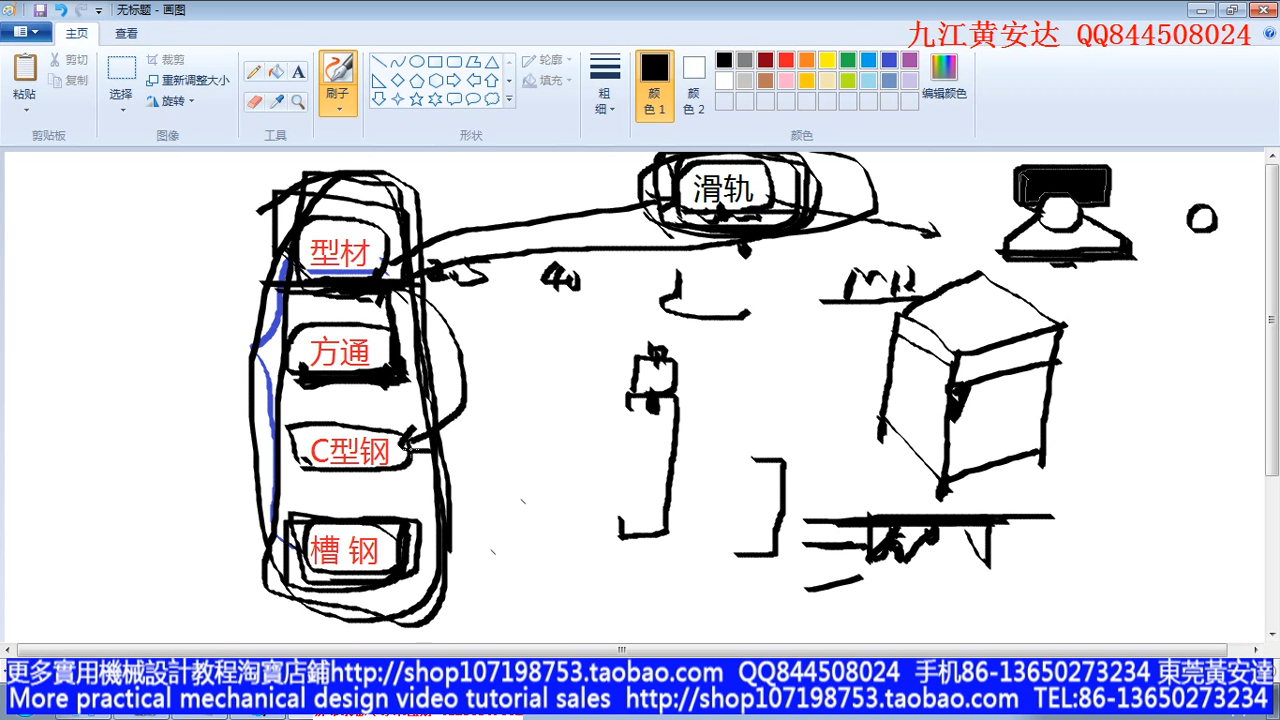 无标题 - 画图
九江黄安达 QQ844508024
主页 查看
粘贴 剪切 复制
选择 裁剪 重新调整大小 旋转
刷子
轮廓 填充
粗细
颜色 1
颜色 2
编辑颜色
剪贴板 图像 工具 形状 颜色
滑轨
型材
方通
C型钢
槽 钢
更多實用機械設計教程淘寶店鋪http://shop107198753.taobao.com QQ844508024 手机86-13650273234 東莞黃安達
More practical mechanical design video tutorial sales http://shop107198753.taobao.com TEL:86-13650273234